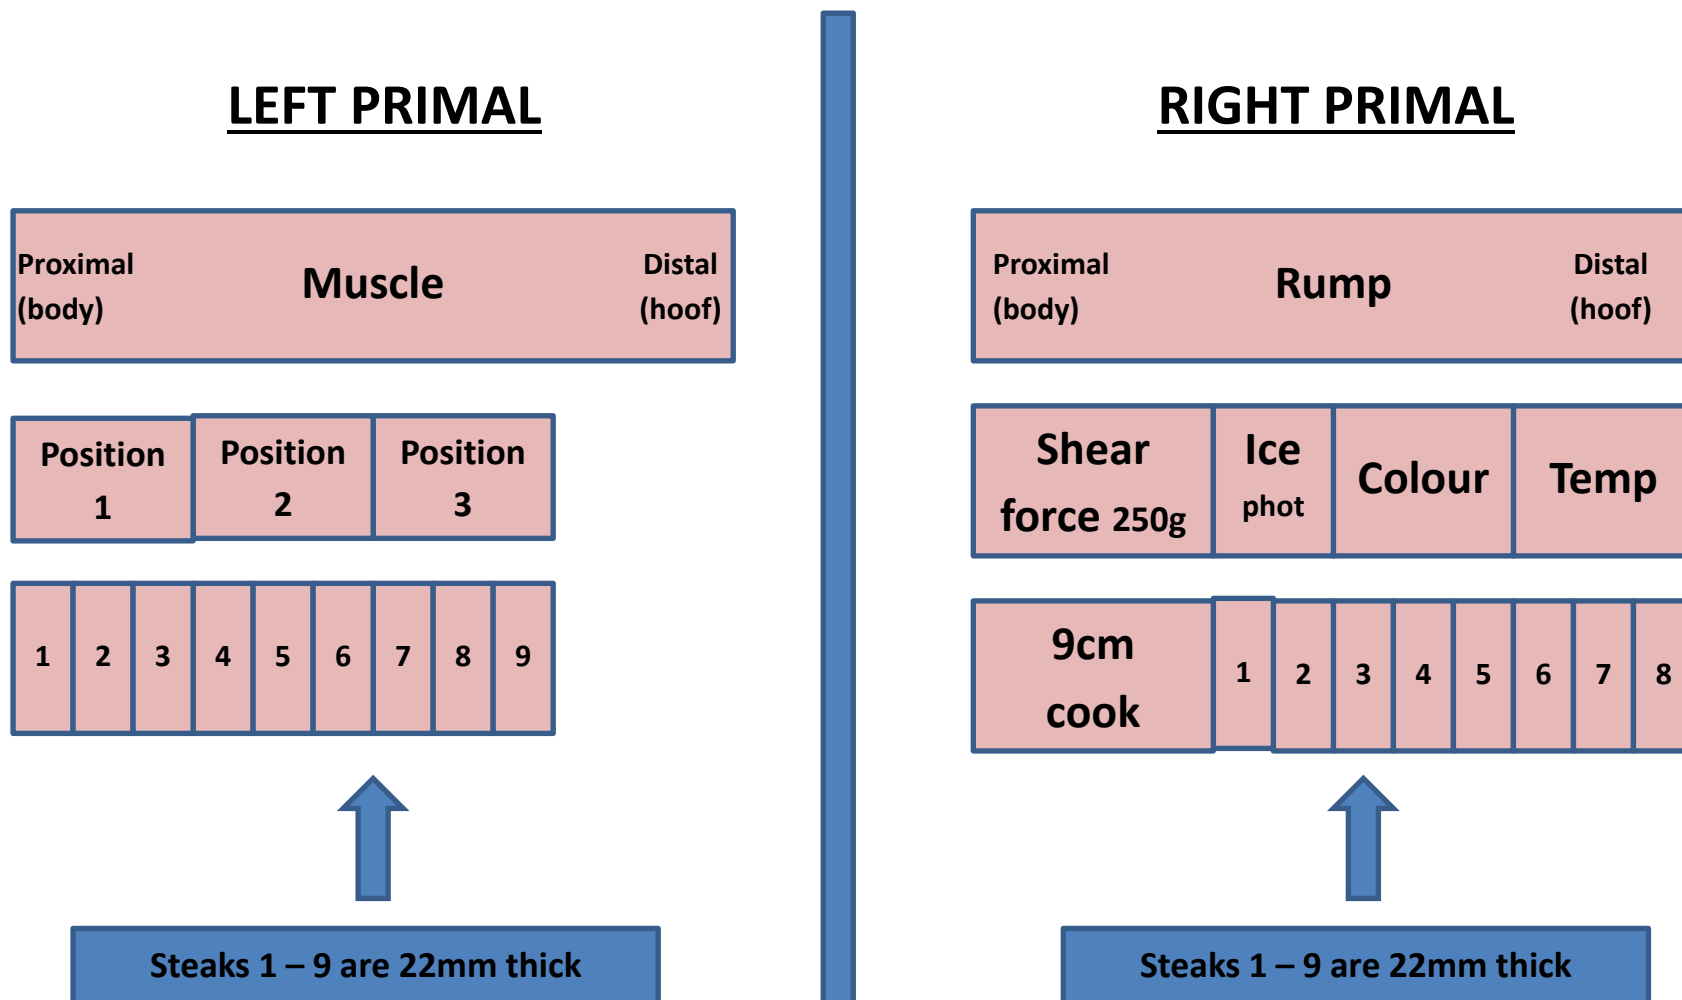 LEFT PRIMAL
Proximal
(body)
Muscle
Distal
(hoof)
Position
1
Position
2
Position
3
1 2 3 4 5 6 7 8 9
Steaks 1 – 9 are 22mm thick
RIGHT PRIMAL
Proximal
(body)
Rump
Distal
(hoof)
Shear
force 250g
Ice
phot
Colour
Temp
9cm
cook
1 2 3 4 5 6 7 8
Steaks 1 – 9 are 22mm thick